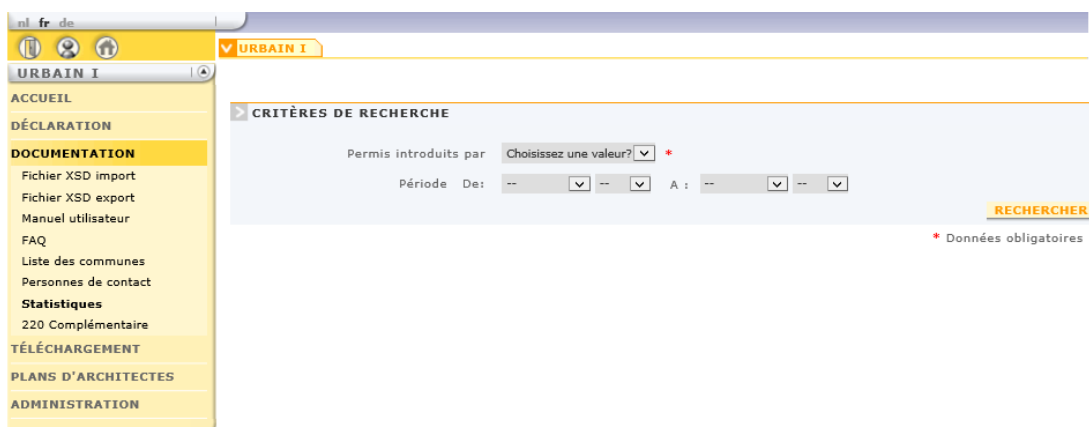 nl fr de
URBAIN I
URBAIN I
ACCUEIL
DÉCLARATION
DOCUMENTATION
Fichier XSD import
Fichier XSD export
Manuel utilisateur
FAQ
Liste des communes
Personnes de contact
Statistiques
220 Complémentaire
TÉLÉCHARGEMENT
PLANS D'ARCHITECTES
ADMINISTRATION
CRITÈRES DE RECHERCHE
Permis introduits par Choisissez une valeur? *
Période De: -- -- A : -- --
RECHERCHER
* Données obligatoires